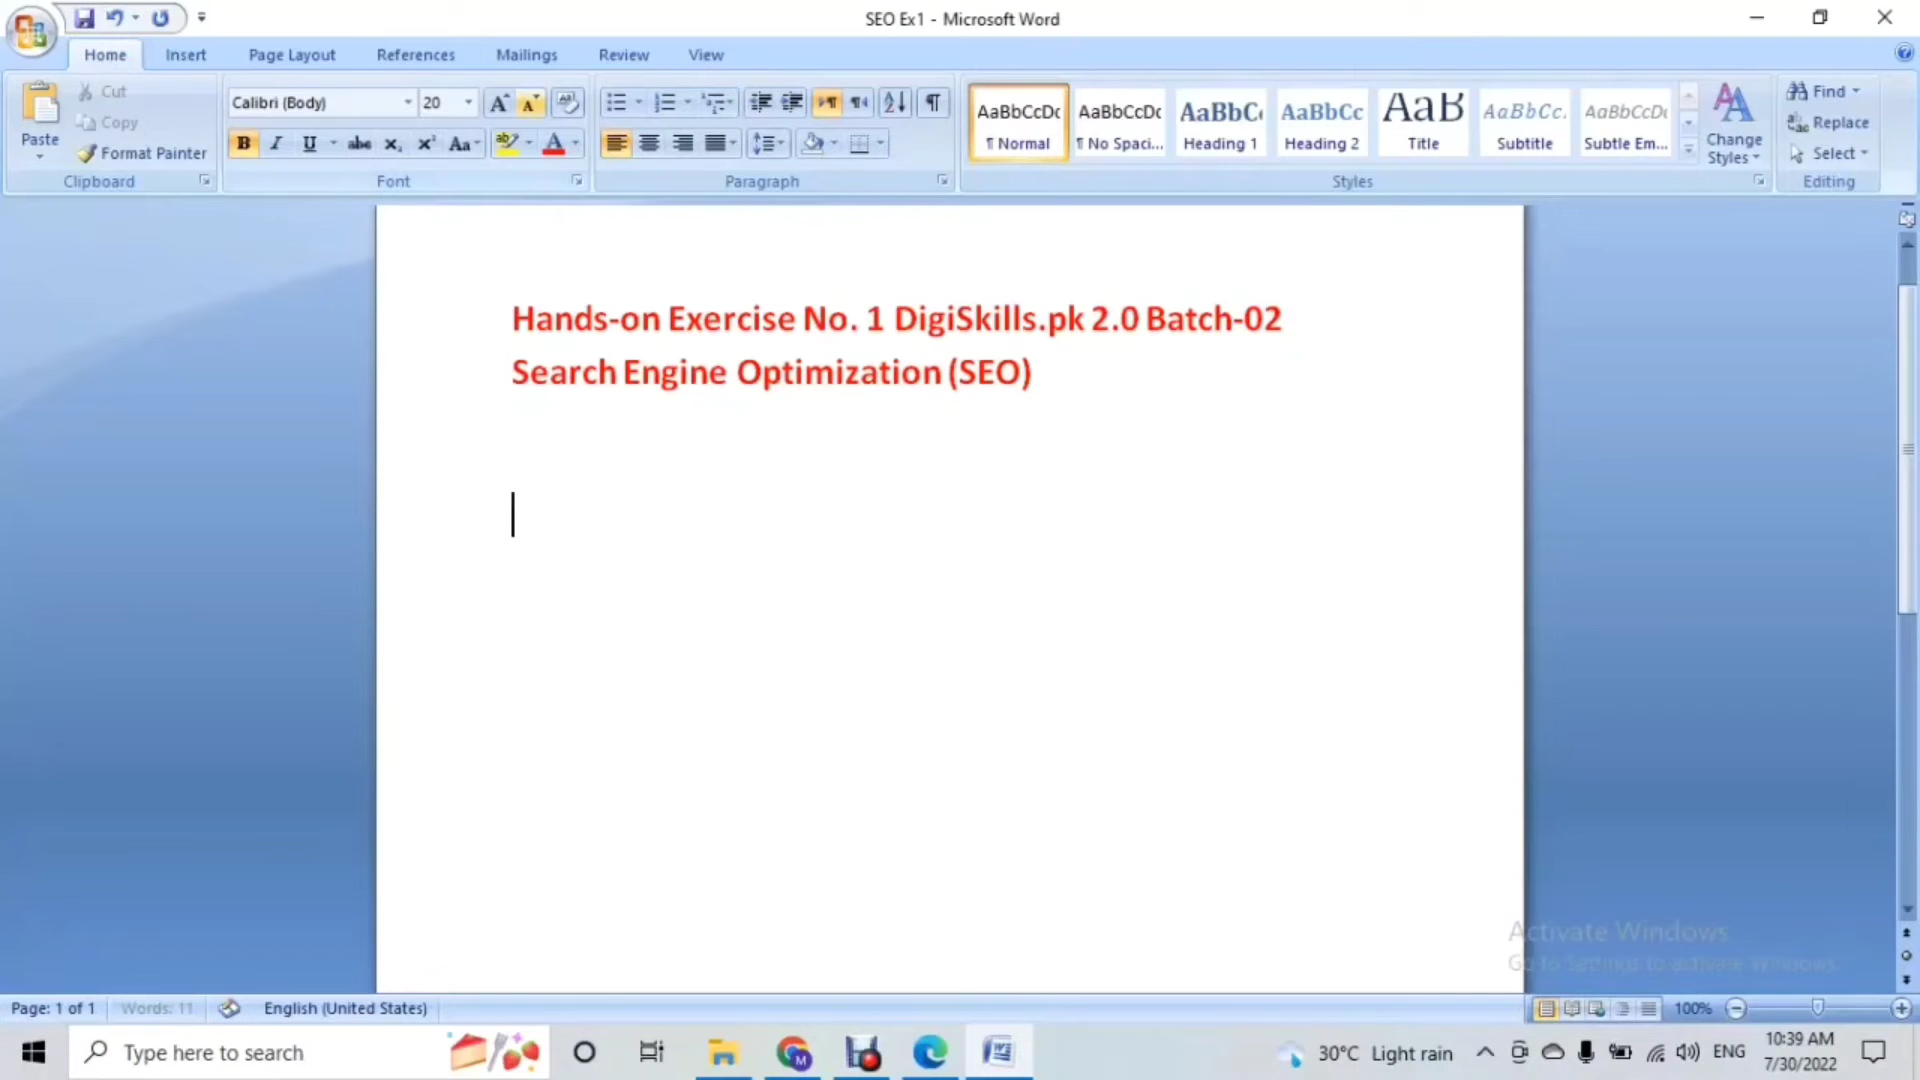 SEO Ex1 - Microsoft Word
Home Insert Page Layout References Mailings Review View
Paste
Cut
Copy
Format Painter
Clipboard
Calibri (Body) 20
Font
Paragraph
AaBbCcDc AaBbCcDc AaBbC AaBbCc AaB AaBbCc. AaBbCcDc
¶ Normal ¶ No Spaci... Heading 1 Heading 2 Title Subtitle Subtle Em...
Change
Styles
Styles
Find
Replace
Select
Editing
Hands-on Exercise No. 1 DigiSkills.pk 2.0 Batch-02
Search Engine Optimization (SEO)
Activate Windows
Go to Settings to activate Windows.
Page: 1 of 1 Words: 11 English (United States) 100%
Type here to search
30°C Light rain
ENG
10:39 AM
7/30/2022